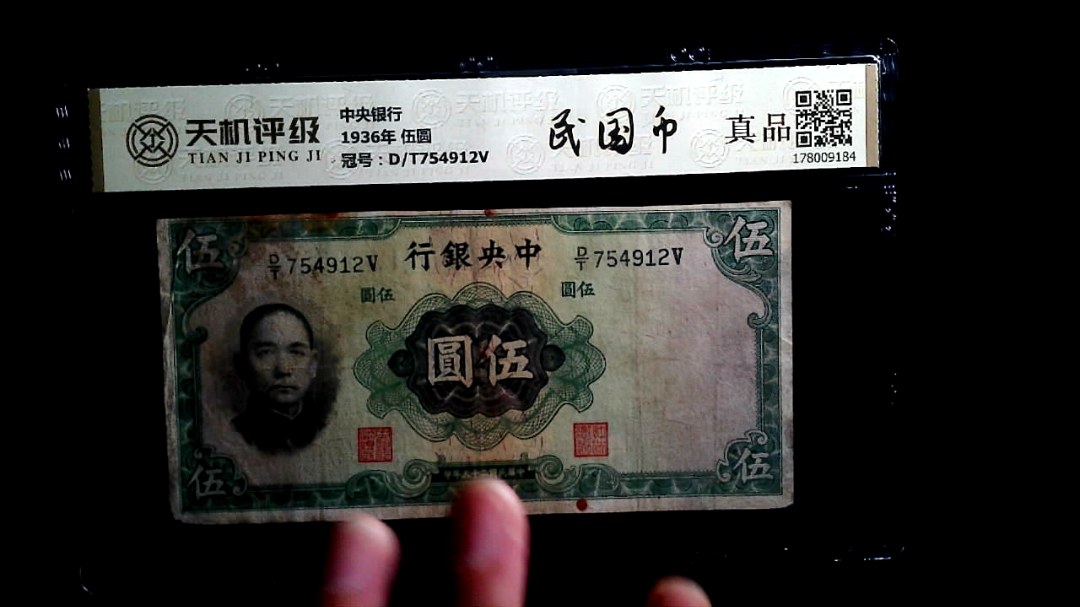 天机评级
TIAN JI PING JI
中央银行
1936年 伍圆
冠号：D/T754912V
民国币
真品
178009184
伍
伍
行銀央中
D/T 754912V
D/T 754912V
圓伍
圓伍
圓伍
伍
伍